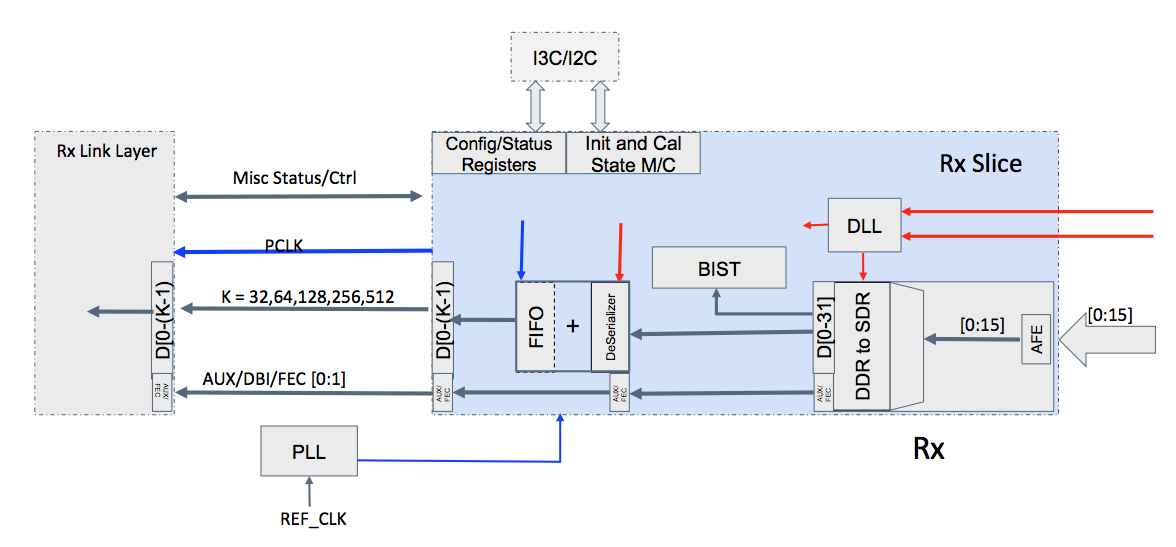 I3C/I2C
Rx Link Layer
Config/Status
Registers
Init and Cal
State M/C
Rx Slice
Misc Status/Ctrl
DLL
PCLK
BIST
K = 32,64,128,256,512
D[0-(K-1)
D[0-(K-1)
FIFO
+
DeSerializer
D[0-31]
DDR to SDR
[0:15]
AFE
[0:15]
AUX/DBI/FEC [0:1]
AUX/
FEC
AUX/
FEC
AUX/
FEC
AUX/
FEC
Rx
PLL
REF_CLK